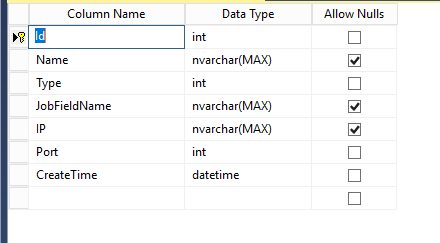 Column Name Data Type Allow Nulls
Id int
Name nvarchar(MAX)
Type int
JobFieldName nvarchar(MAX)
IP nvarchar(MAX)
Port int
CreateTime datetime